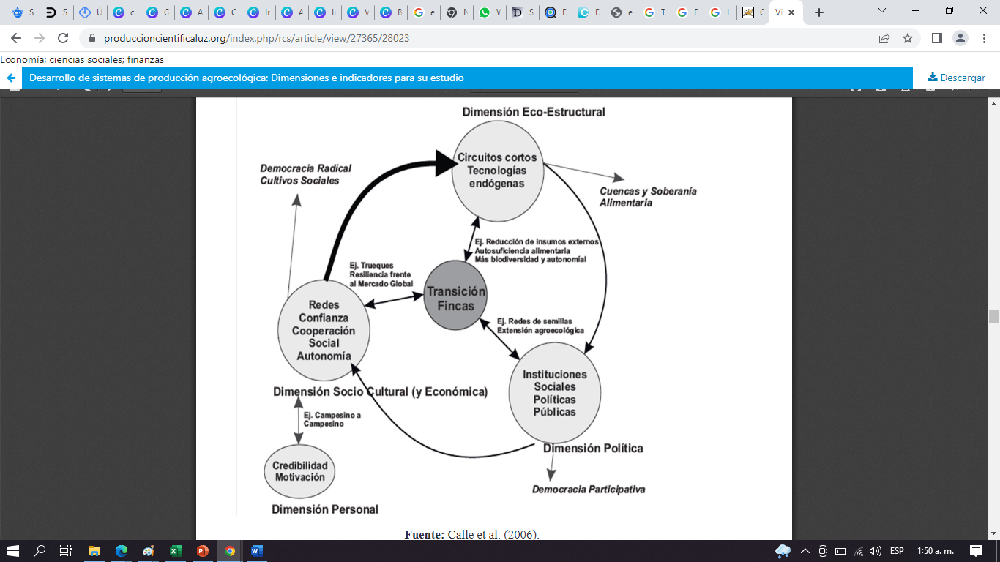 S
S
Ú
c
G
A
C
Ir
A
Ir
V
B
e
N
V
S
D
D
e
T
F
H
C
Vi
produccioncientificaluz.org/index.php/rcs/article/view/27365/28023
Economía; ciencias sociales; finanzas
Desarrollo de sistemas de producción agroecológica: Dimensiones e indicadores para su estudio
Descargar
Dimensión Eco-Estructural
Circuitos cortos
Tecnologías
endógenas
Democracia Radical
Cultivos Sociales
Cuencas y Soberanía
Alimentaria
Ej. Reducción de insumos externos
Autosuficiencia alimentaria
Más biodiversidad y autonomíal
Ej. Trueques
Resiliencia frente
al Mercado Global
Transición
Fincas
Redes
Confianza
Cooperación
Social
Autonomía
Ej. Redes de semillas
Extensión agroecológica
Instituciones
Sociales
Políticas
Públicas
Dimensión Socio Cultural (y Económica)
Ej. Campesino a
Campesino
Dimensión Política
Credibilidad
Motivación
Democracia Participativa
Dimensión Personal
Fuente: Calle et al. (2006).
ESP
1:50 a. m.